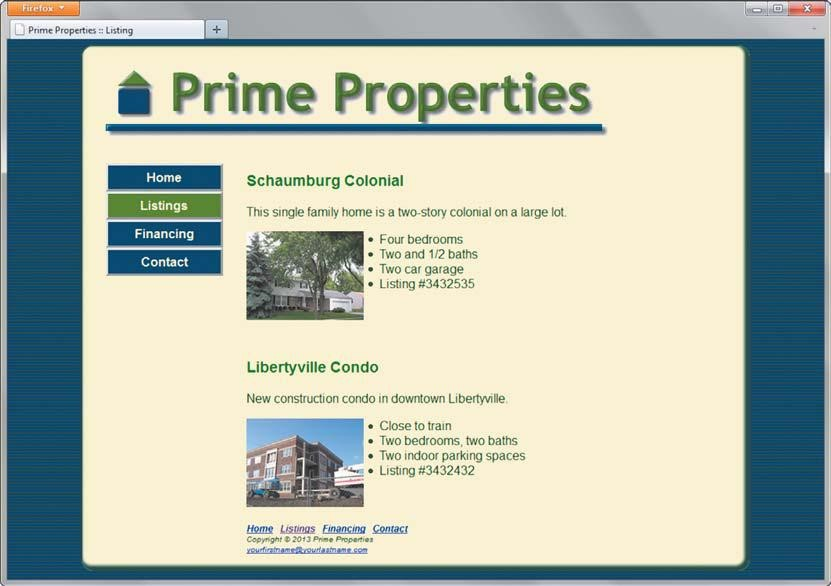 Firefox
Prime Properties :: Listing
Prime Properties
Home
Listings
Financing
Contact
Schaumburg Colonial
This single family home is a two-story colonial on a large lot.
• Four bedrooms
• Two and 1/2 baths
• Two car garage
• Listing #3432535
Libertyville Condo
New construction condo in downtown Libertyville.
• Close to train
• Two bedrooms, two baths
• Two indoor parking spaces
• Listing #3432432
Home Listings Financing Contact
Copyright © 2013 Prime Properties
yourfirstname@yourlastname.com